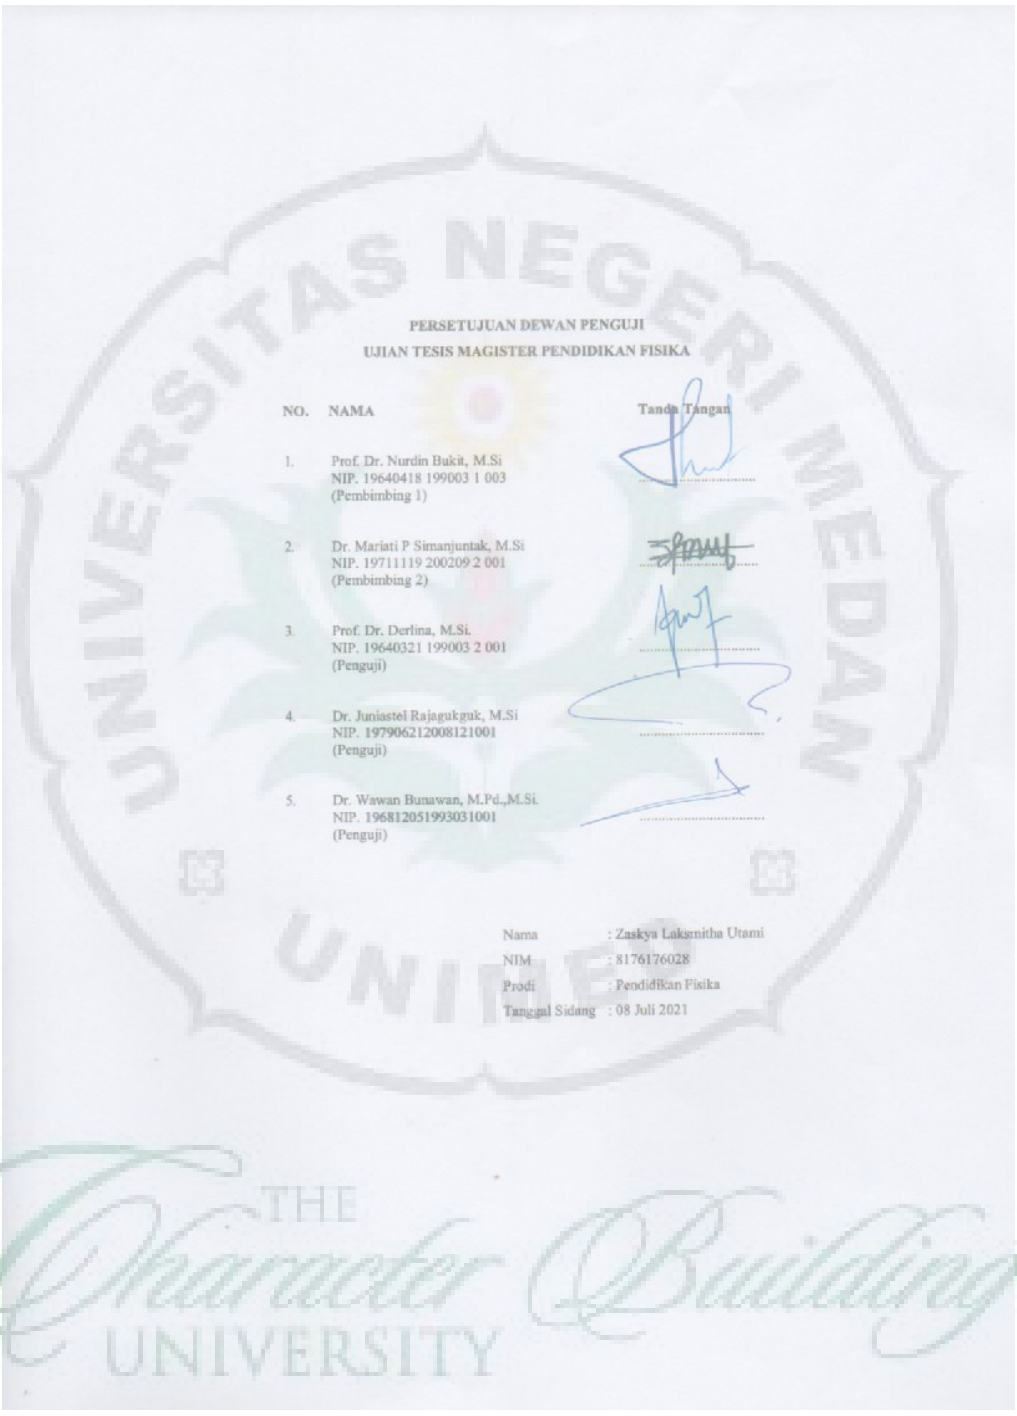 UNIVERSITAS NEGERI MEDAN
PERSETUJUAN DEWAN PENGUJI
UJIAN TESIS MAGISTER PENDIDIKAN FISIKA
NO. NAMA Tanda Tangan
1. Prof. Dr. Nurdin Bukit, M.Si
NIP. 19640418 199003 1 003
(Pembimbing 1)
2. Dr. Mariati P Simanjuntak, M.Si
NIP. 19711119 200209 2 001
(Pembimbing 2)
3. Prof. Dr. Derlina, M.Si.
NIP. 19640321 199003 2 001
(Penguji)
4. Dr. Juniastel Rajagukguk, M.Si
NIP. 197906212008121001
(Penguji)
5. Dr. Wawan Bunawan, M.Pd.,M.Si.
NIP. 196812051993031001
(Penguji)
Nama : Zaskya Laksmitha Utami
NIM : 8176176028
Prodi : Pendidikan Fisika
Tanggal Sidang : 08 Juli 2021
UNIMED
THE
Character Building
UNIVERSITY